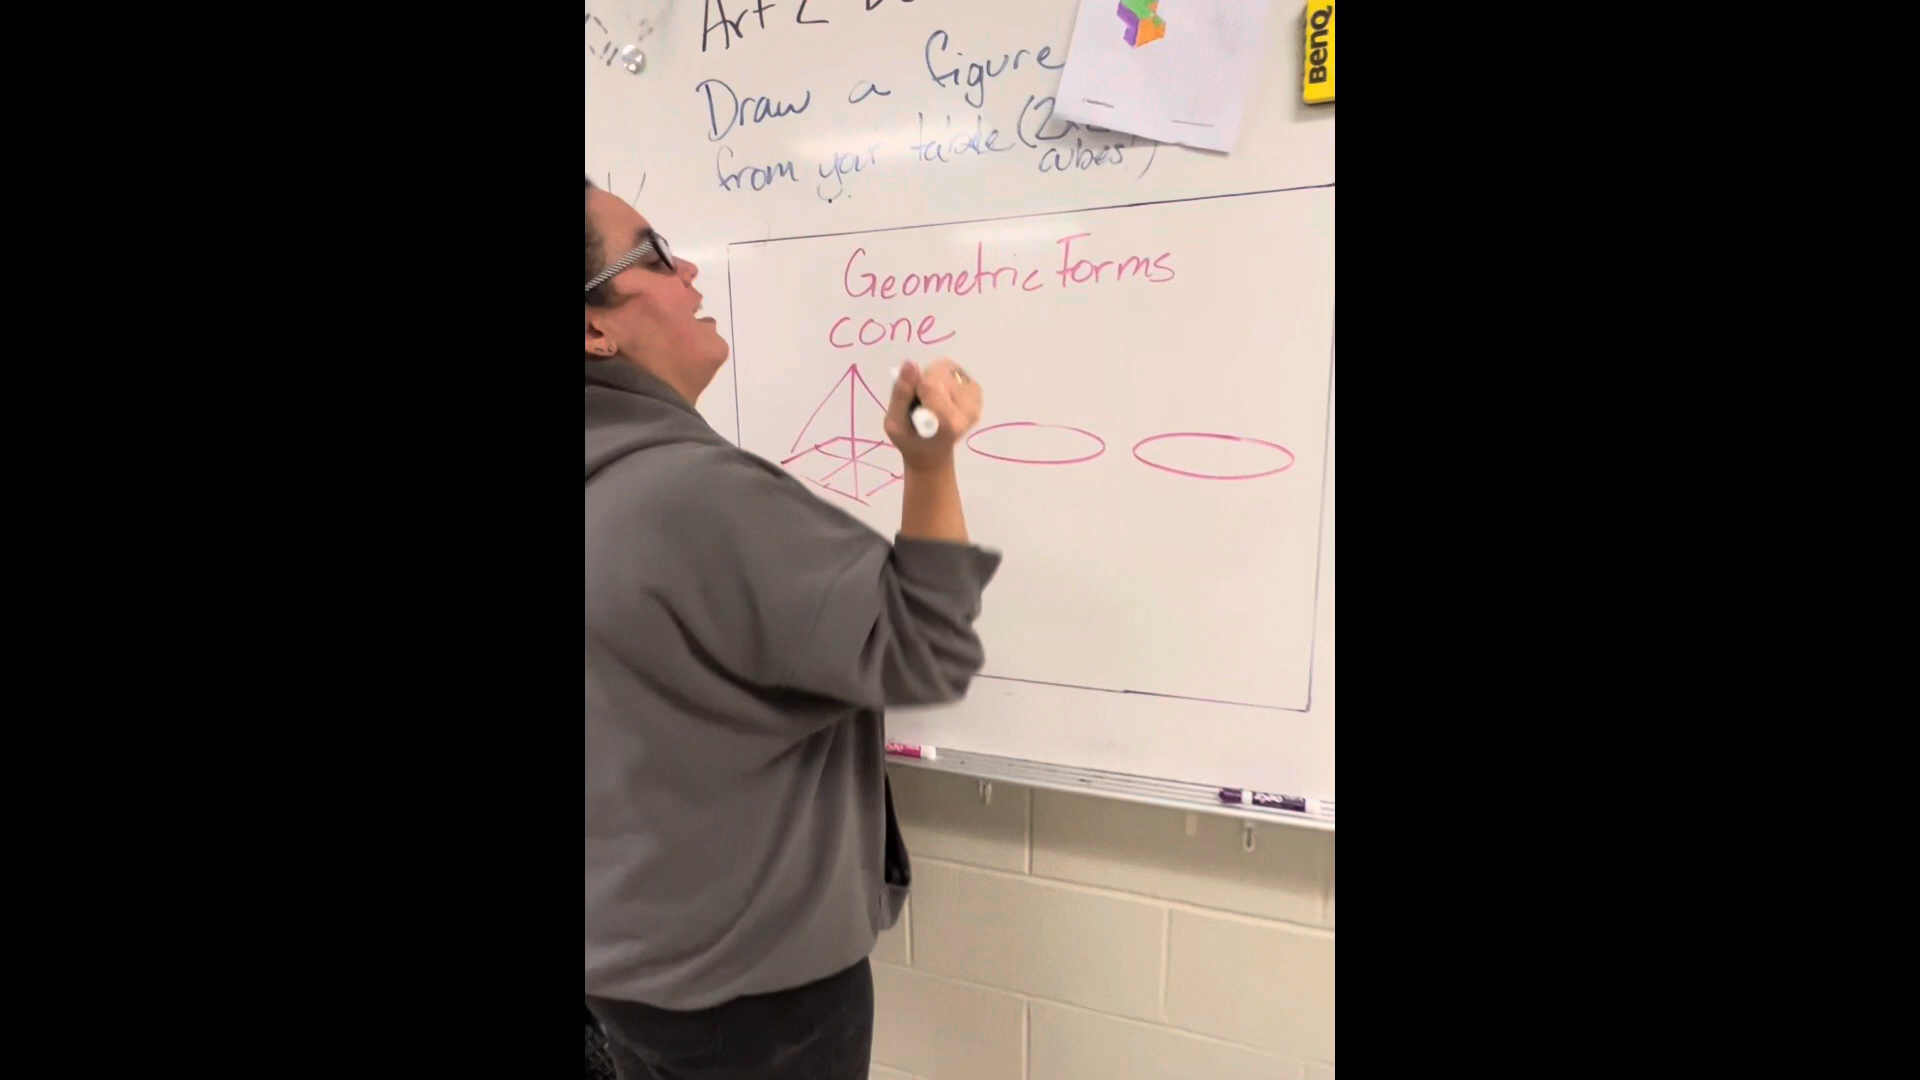 Art 2
Draw a figure
from your table (2
cubes)
BenQ
Geometric Forms
cone